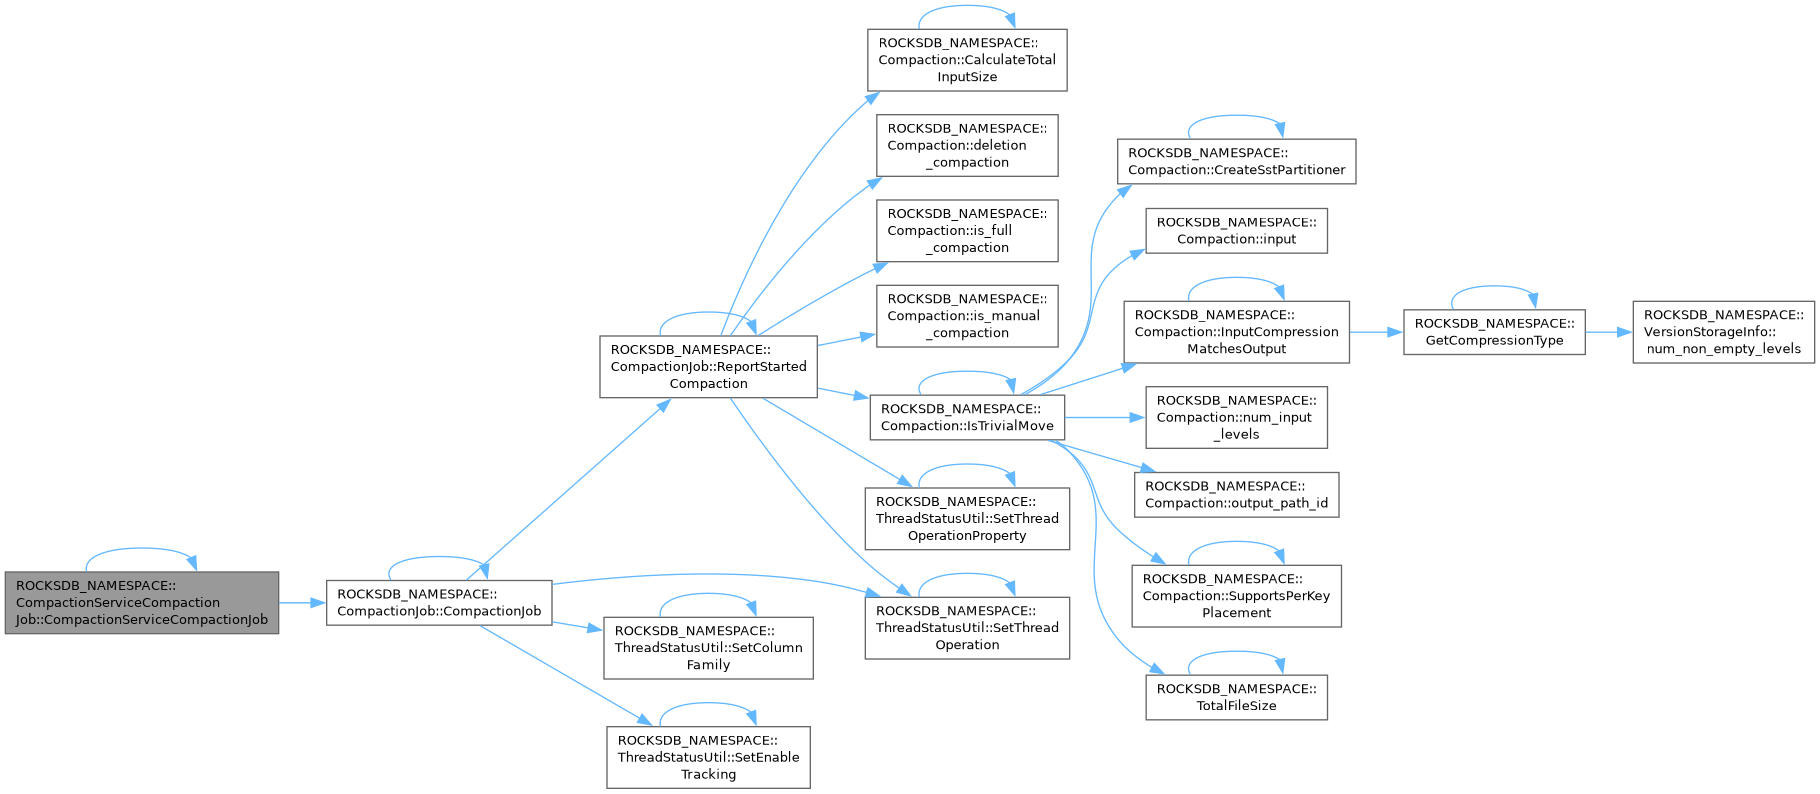 ROCKSDB_NAMESPACE::
CompactionServiceCompaction
Job::CompactionServiceCompactionJob
ROCKSDB_NAMESPACE::
CompactionJob::CompactionJob
ROCKSDB_NAMESPACE::
CompactionJob::ReportStarted
Compaction
ROCKSDB_NAMESPACE::
ThreadStatusUtil::SetColumn
Family
ROCKSDB_NAMESPACE::
ThreadStatusUtil::SetEnable
Tracking
ROCKSDB_NAMESPACE::
Compaction::CalculateTotal
InputSize
ROCKSDB_NAMESPACE::
Compaction::deletion
_compaction
ROCKSDB_NAMESPACE::
Compaction::is_full
_compaction
ROCKSDB_NAMESPACE::
Compaction::is_manual
_compaction
ROCKSDB_NAMESPACE::
Compaction::IsTrivialMove
ROCKSDB_NAMESPACE::
ThreadStatusUtil::SetThread
OperationProperty
ROCKSDB_NAMESPACE::
ThreadStatusUtil::SetThread
Operation
ROCKSDB_NAMESPACE::
Compaction::CreateSstPartitioner
ROCKSDB_NAMESPACE::
Compaction::input
ROCKSDB_NAMESPACE::
Compaction::InputCompression
MatchesOutput
ROCKSDB_NAMESPACE::
Compaction::num_input
_levels
ROCKSDB_NAMESPACE::
Compaction::output_path_id
ROCKSDB_NAMESPACE::
Compaction::SupportsPerKey
Placement
ROCKSDB_NAMESPACE::
TotalFileSize
ROCKSDB_NAMESPACE::
GetCompressionType
ROCKSDB_NAMESPACE::
VersionStorageInfo::
num_non_empty_levels